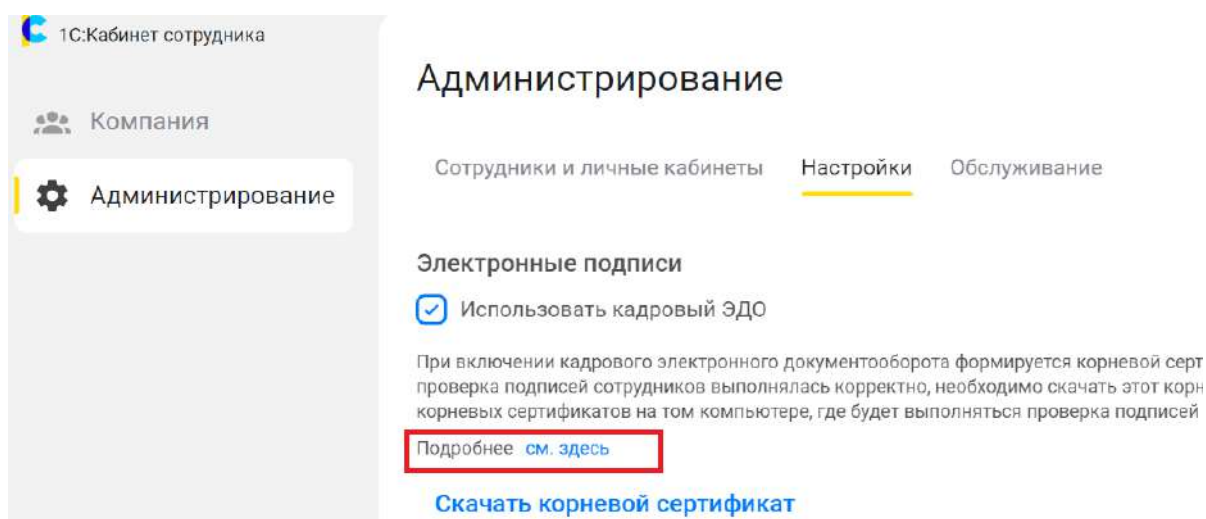 1С:Кабинет сотрудника
Администрирование
Компания
Администрирование
Сотрудники и личные кабинеты Настройки Обслуживание
Электронные подписи
Использовать кадровый ЭДО
При включении кадрового электронного документооборота формируется корневой серт
проверка подписей сотрудников выполнялась корректно, необходимо скачать этот корн
корневых сертификатов на том компьютере, где будет выполняться проверка подписей
Подробнее см. здесь
Скачать корневой сертификат